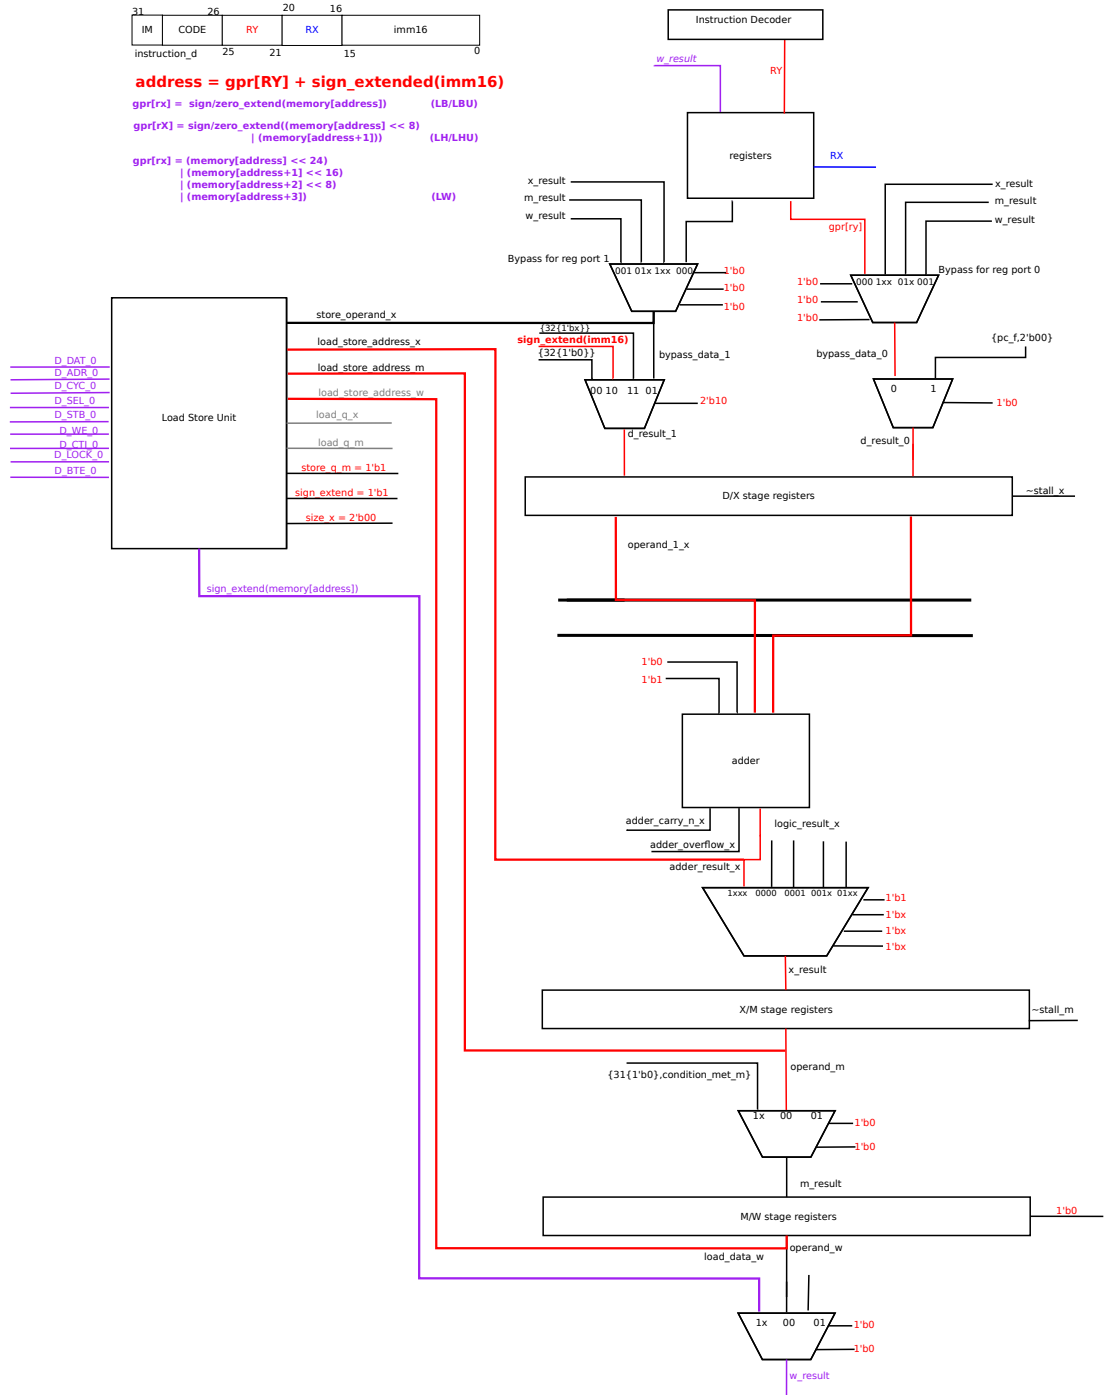 31 26 20 16
IM CODE RY RX imm16
instruction_d 25 21 15 0
address = gpr[RY] + sign_extended(imm16)
gpr[rx] = sign/zero_extend(memory[address]) (LB/LBU)
gpr[rX] = sign/zero_extend((memory[address] << 8)
| (memory[address+1])) (LH/LHU)
gpr[rx] = (memory[address] << 24)
| (memory[address+1] << 16)
| (memory[address+2] << 8)
| (memory[address+3]) (LW)
Instruction Decoder
w_result
RY
registers
RX
x_result
m_result
w_result
gpr[ry]
x_result
m_result
w_result
Bypass for reg port 1
001 01x 1xx 000
1'b0
1'b0
1'b0
Bypass for reg port 0
000 1xx 01x 001
1'b0
1'b0
1'b0
{32{1'bx}}
sign_extend(imm16)
{32{1'b0}}
bypass_data_1
00 10 11 01
2'b10
d_result_1
bypass_data_0
{pc_f,2'b00}
0 1
1'b0
d_result_0
Load Store Unit
D_DAT_0
D_ADR_0
D_CYC_0
D_SEL_0
D_STB_0
D_WE_0
D_CTI_0
D_LOCK_0
D_BTE_0
store_operand_x
load_store_address_x
load_store_address_m
load_store_address_w
load_q_x
load_q_m
store_q_m = 1'b1
sign_extend = 1'b1
size_x = 2'b00
sign_extend(memory[address])
D/X stage registers
~stall_x
operand_1_x
1'b0
1'b1
adder
adder_carry_n_x
adder_overflow_x
adder_result_x
logic_result_x
1xxx 0000 0001 001x 01xx
1'b1
1'bx
1'bx
1'bx
x_result
X/M stage registers
~stall_m
operand_m
{31{1'b0},condition_met_m}
1x 00 01
1'b0
1'b0
m_result
M/W stage registers
1'b0
operand_w
load_data_w
1x 00 01
1'b0
1'b0
w_result